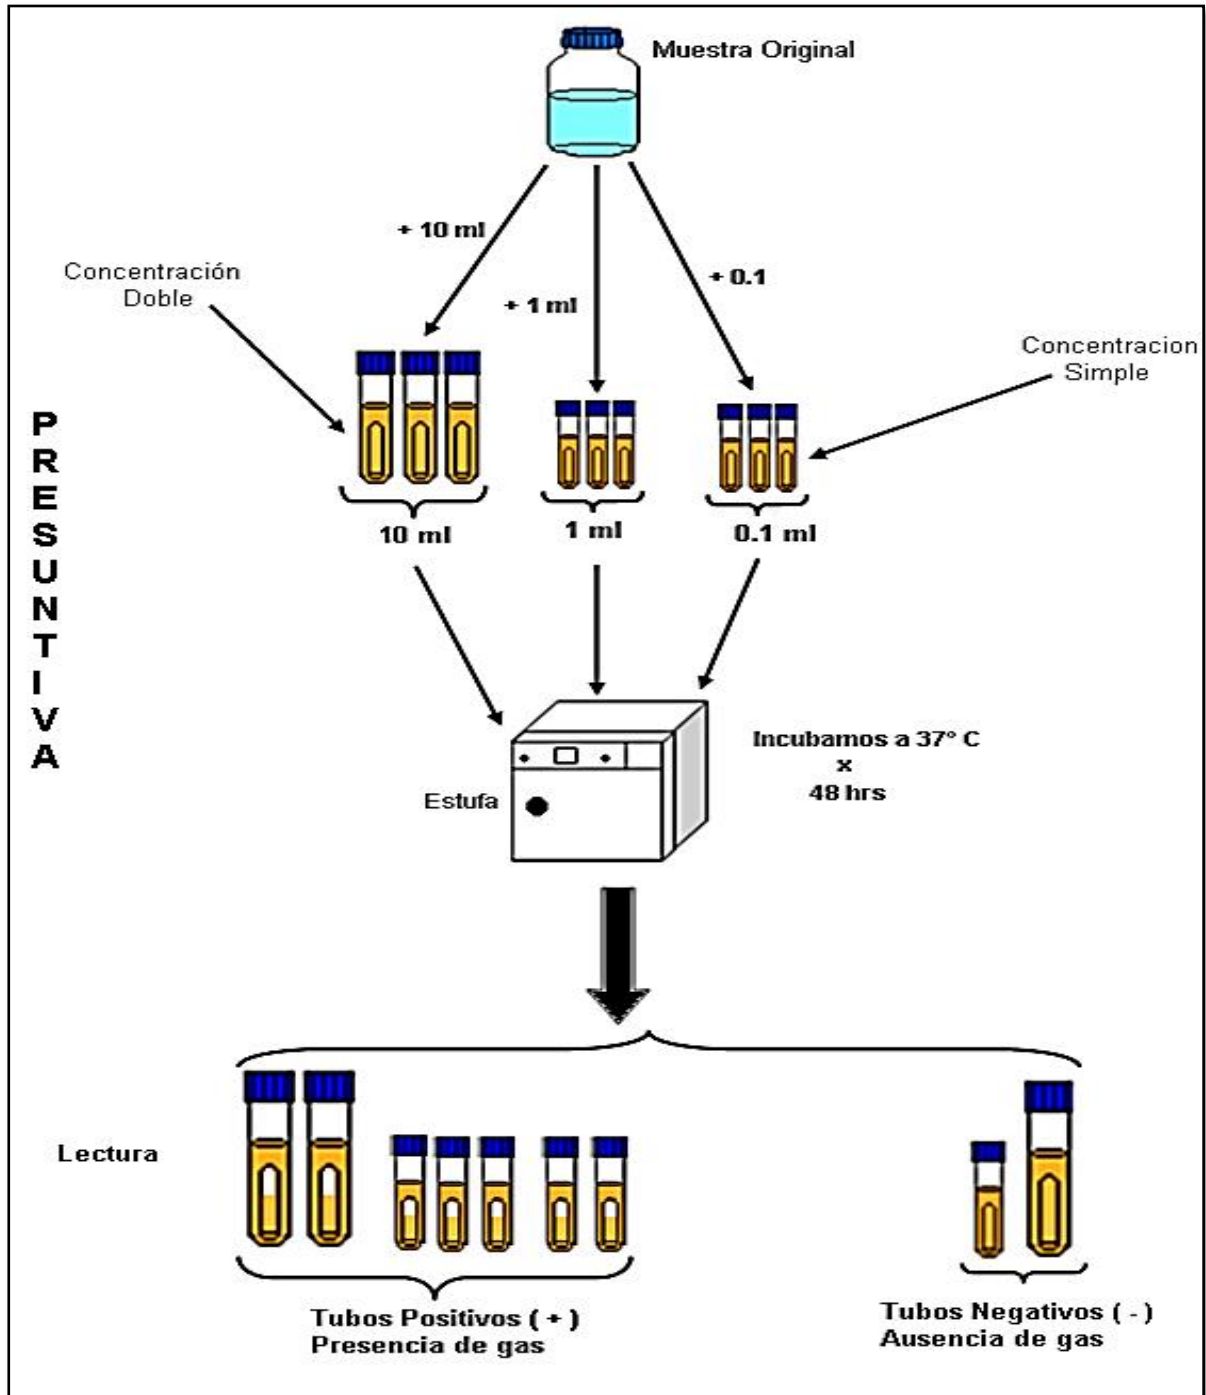 Muestra Original
+ 10 ml
+ 1 ml
+ 0.1
Concentración
Doble
Concentracion
Simple
PRESUNTIVA
10 ml
1 ml
0.1 ml
Estufa
Incubamos a 37° C
x
48 hrs
Lectura
Tubos Positivos ( + )
Presencia de gas
Tubos Negativos ( - )
Ausencia de gas